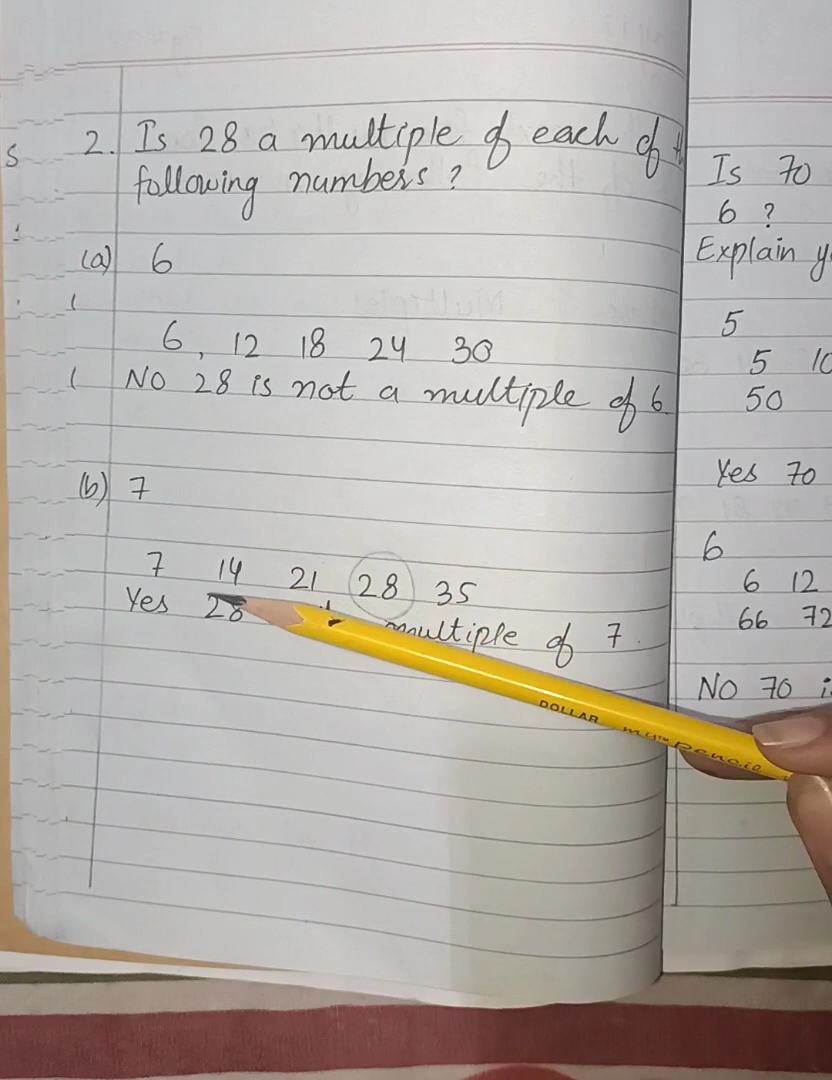 2. Is 28 a multiple of each of
following numbers?
(a) 6
6, 12 18 24 30
No 28 is not a multiple of 6.
(b) 7
7 14 21 28 35
Yes 28 multiple of 7.
Is 70
6 ?
Explain
5
5
50
Yes 70
6
6 12
66 72
No 70
DOLLAR my pencil